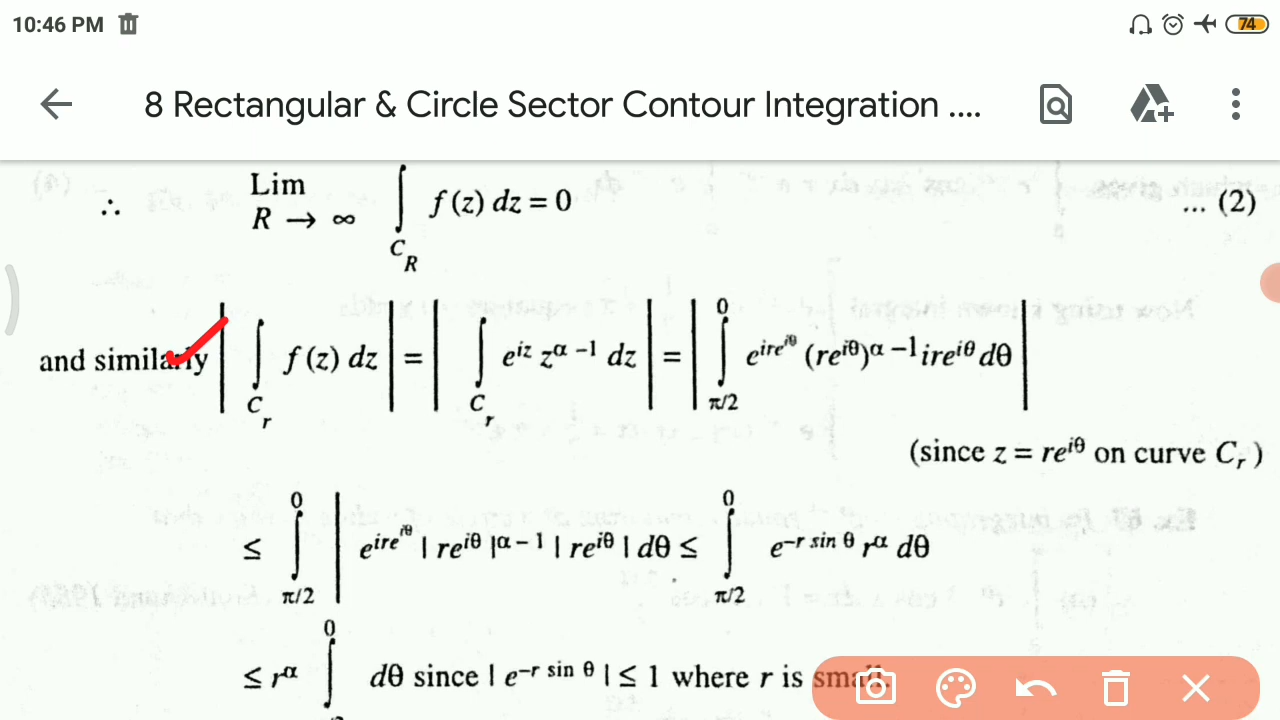 10:46 PM 74
8 Rectangular & Circle Sector Contour Integration ....
∴ Lim R → ∞ ∫_{C_R} f (z) dz = 0 ... (2)
and similarly | ∫_{C_r} f (z) dz | = | ∫_{C_r} e^{iz} z^{α –1} dz | = | ∫_{π/2}^{0} e^{ire^{iθ}} (re^{iθ})^{α –1} ire^{iθ} dθ |
(since z = re^{iθ} on curve C_r )
≤ ∫_{π/2}^{0} | e^{ire^{iθ}} | re^{iθ} |^{α – 1} | re^{iθ} | dθ ≤ ∫_{π/2}^{0} e^{–r sin θ} r^α dθ
≤ r^α ∫^{0} dθ since | e^{–r sin θ} | ≤ 1 where r is small.